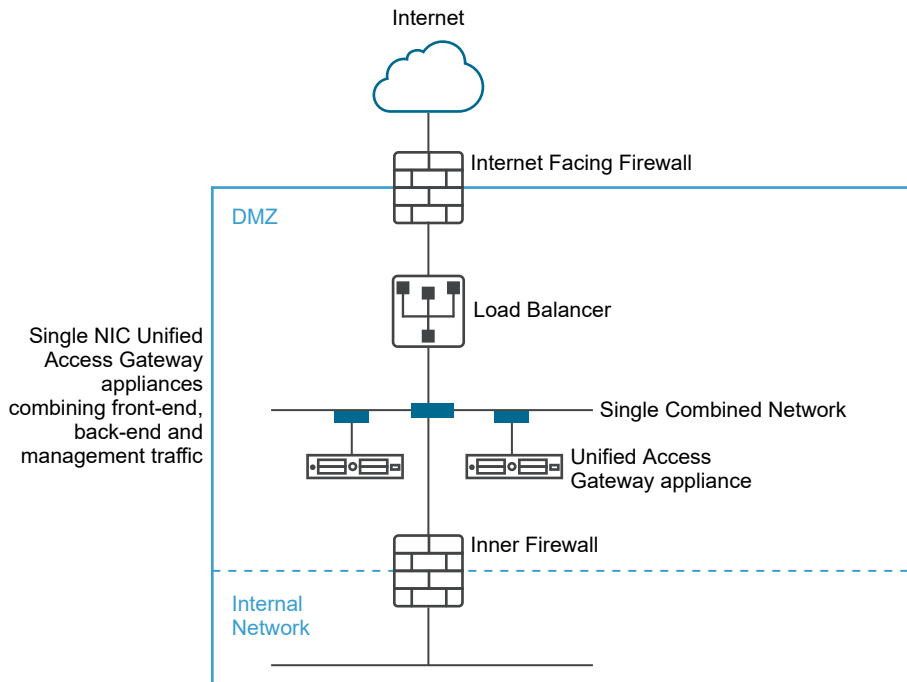 Internet
Internet Facing Firewall
DMZ
Load Balancer
Single NIC Unified
Access Gateway
appliances
combining front-end,
back-end and
management traffic
Single Combined Network
Unified Access
Gateway appliance
Inner Firewall
Internal
Network